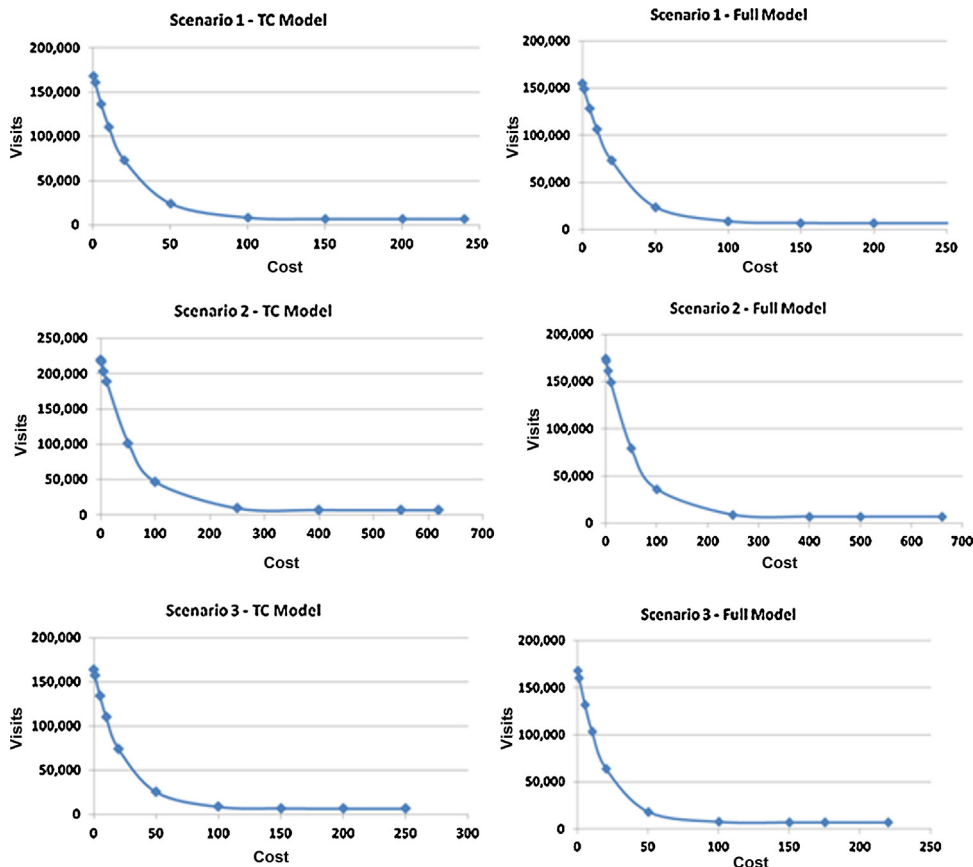 Scenario 1 - TC Model
200,000
150,000
100,000
50,000
0
Visits
0 50 100 150 200 250
Cost
Scenario 1 - Full Model
200,000
150,000
100,000
50,000
0
Visits
0 50 100 150 200 250
Cost
Scenario 2 - TC Model
250,000
200,000
150,000
100,000
50,000
0
Visits
0 100 200 300 400 500 600 700
Cost
Scenario 2 - Full Model
200,000
150,000
100,000
50,000
0
Visits
0 100 200 300 400 500 600 700
Cost
Scenario 3 - TC Model
200,000
150,000
100,000
50,000
0
Visits
0 50 100 150 200 250 300
Cost
Scenario 3 - Full Model
200,000
150,000
100,000
50,000
0
Visits
0 50 100 150 200 250
Cost